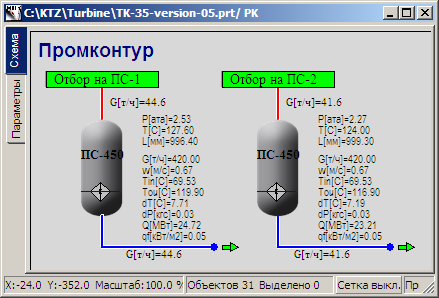 C:\KTZ\Turbine\TK-35-version-05.prt/ РК
Схема
Параметры
Промконтур
Отбор на ПС-1
G[т/ч]=44.6
ПС-450
P[ата]=2.53
T[C]=127.60
L[мм]=996.40
G[т/ч]=420.00
w[м/с]=0.67
Tin[C]=69.53
Tou[C]=119.90
dT[C]=7.71
dP[кгс]=0.03
Q[МВт]=24.72
qf[кВт/м2]=0.05
G[т/ч]=44.6
Отбор на ПС-2
G[т/ч]=41.6
ПС-450
P[ата]=2.27
T[C]=124.00
L[мм]=999.30
G[т/ч]=420.00
w[м/с]=0.67
Tin[C]=69.53
Tou[C]=116.90
dT[C]=7.19
dP[кгс]=0.03
Q[МВт]=23.21
qf[кВт/м2]=0.05
G[т/ч]=41.6
X:-24.0 Y:-352.0 Масштаб:100.0 % Объектов 31 Выделено 0 Сетка выкл. Пр